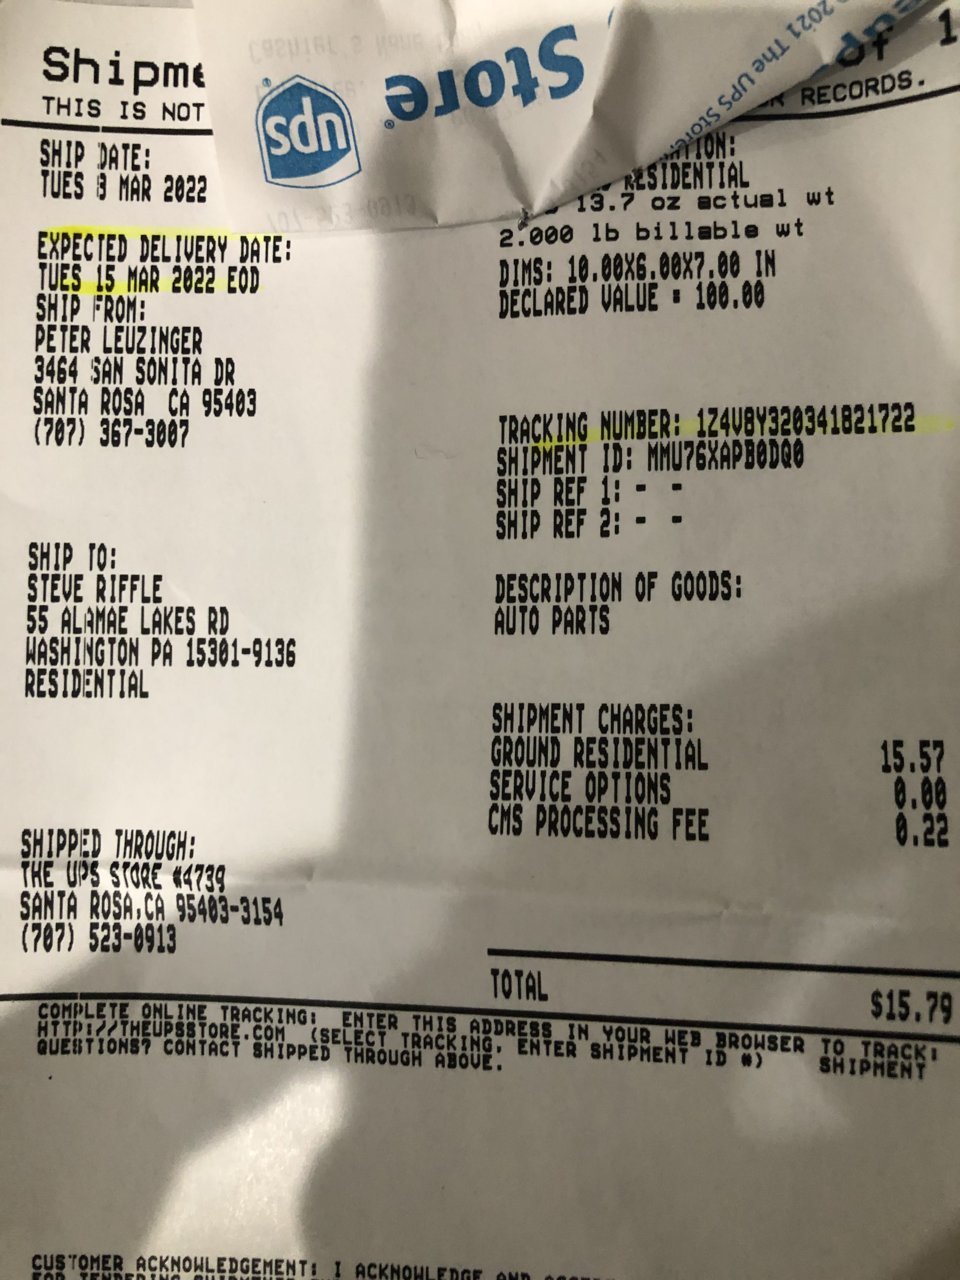 Shipme
THIS IS NOT
ups
Store
2021 The UPS Store
of 1
RECORDS.
SHIP DATE:
TUES 8 MAR 2022
EXPECTED DELIVERY DATE:
TUES 15 MAR 2022 EOD
SHIP FROM:
PETER LEUZINGER
3464 SAN SONITA DR
SANTA ROSA CA 95403
(707) 367-3007
SHIP TO:
STEVE RIFFLE
55 ALAMAE LAKES RD
WASHINGTON PA 15301-9136
RESIDENTIAL
SHIPPED THROUGH:
THE UPS STORE #4739
SANTA ROSA,CA 95403-3154
(707) 523-0913
RESIDENTIAL
13.7 oz actual wt
2.000 lb billable wt
DIMS: 10.00X6.00X7.00 IN
DECLARED VALUE = 100.00
TRACKING NUMBER: 1Z4V8Y320341821722
SHIPMENT ID: MMU76XAPB0DQ0
SHIP REF 1: - -
SHIP REF 2: - -
DESCRIPTION OF GOODS:
AUTO PARTS
SHIPMENT CHARGES:
GROUND RESIDENTIAL 15.57
SERVICE OPTIONS 0.00
CMS PROCESSING FEE 0.22
TOTAL $15.79
COMPLETE ONLINE TRACKING: ENTER THIS ADDRESS IN YOUR WEB BROWSER TO TRACK:
HTTP://THEUPSSTORE.COM (SELECT TRACKING, ENTER SHIPMENT ID #) SHIPMENT
QUESTIONS? CONTACT SHIPPED THROUGH ABOVE.
CUSTOMER ACKNOWLEDGEMENT: I ACKNOWLEDGE AND